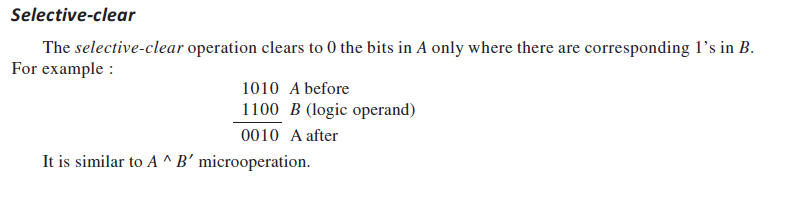 Selective-clear
The selective-clear operation clears to 0 the bits in A only where there are corresponding 1’s in B.
For example :
1010 A before
1100 B (logic operand)
0010 A after
It is similar to A ^ B′ microoperation.